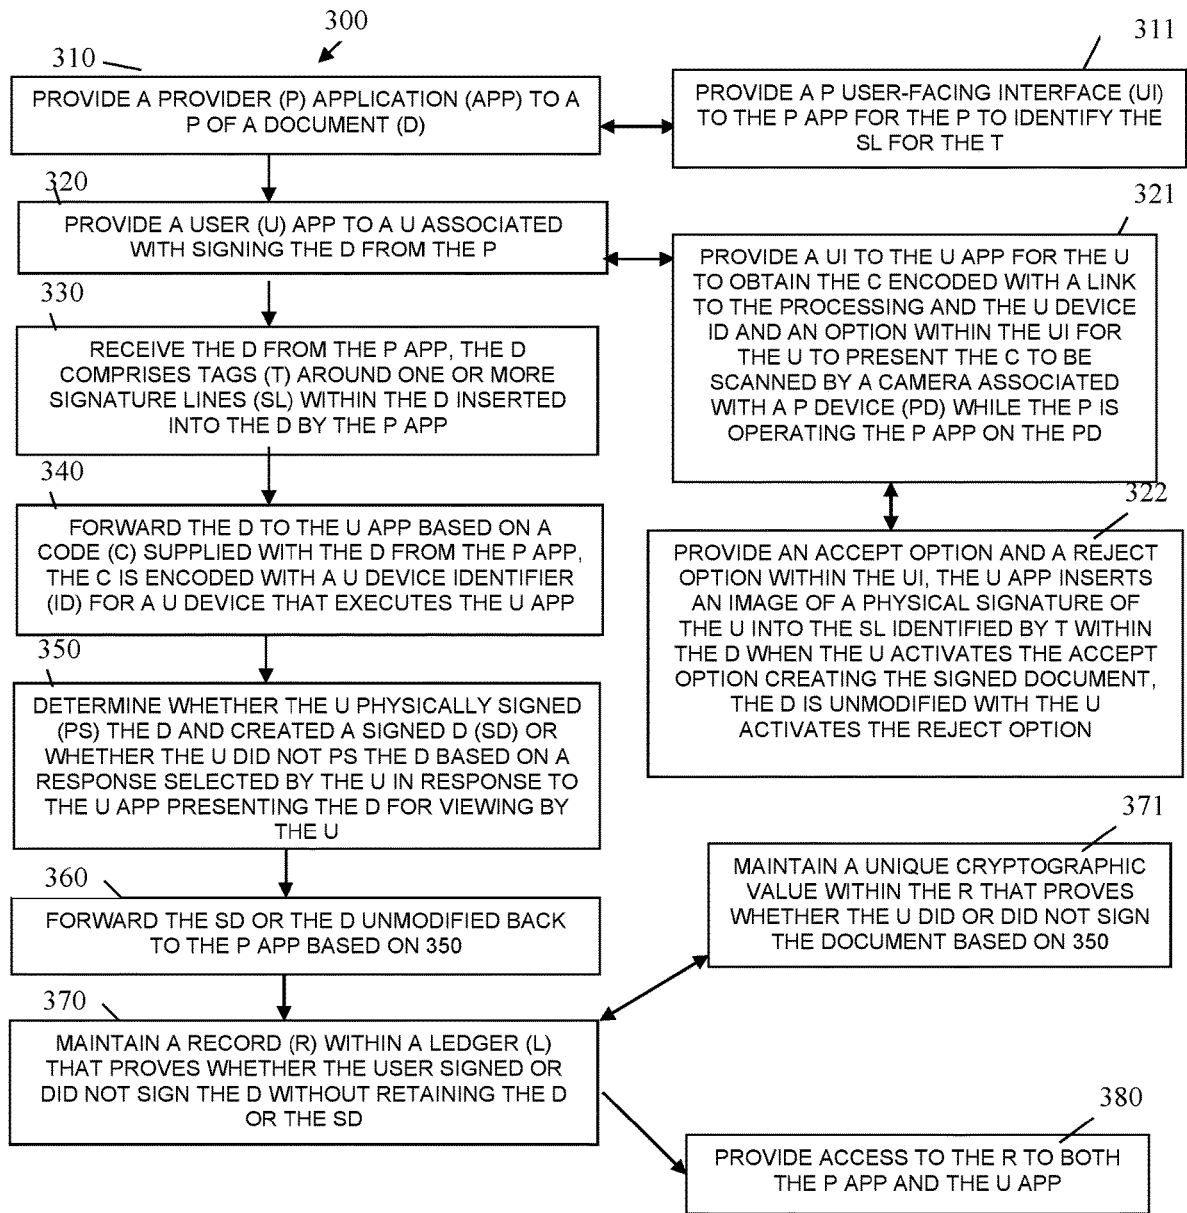 300
310
PROVIDE A PROVIDER (P) APPLICATION (APP) TO A
P OF A DOCUMENT (D)
311
PROVIDE A P USER-FACING INTERFACE (UI)
TO THE P APP FOR THE P TO IDENTIFY THE
SL FOR THE T
320
PROVIDE A USER (U) APP TO A U ASSOCIATED
WITH SIGNING THE D FROM THE P
321
PROVIDE A UI TO THE U APP FOR THE U
TO OBTAIN THE C ENCODED WITH A LINK
TO THE PROCESSING AND THE U DEVICE
ID AND AN OPTION WITHIN THE UI FOR
THE U TO PRESENT THE C TO BE
SCANNED BY A CAMERA ASSOCIATED
WITH A P DEVICE (PD) WHILE THE P IS
OPERATING THE P APP ON THE PD
330
RECEIVE THE D FROM THE P APP, THE D
COMPRISES TAGS (T) AROUND ONE OR MORE
SIGNATURE LINES (SL) WITHIN THE D INSERTED
INTO THE D BY THE P APP
340
FORWARD THE D TO THE U APP BASED ON A
CODE (C) SUPPLIED WITH THE D FROM THE P APP,
THE C IS ENCODED WITH A U DEVICE IDENTIFIER
(ID) FOR A U DEVICE THAT EXECUTES THE U APP
322
PROVIDE AN ACCEPT OPTION AND A REJECT
OPTION WITHIN THE UI, THE U APP INSERTS
AN IMAGE OF A PHYSICAL SIGNATURE OF
THE U INTO THE SL IDENTIFIED BY T WITHIN
THE D WHEN THE U ACTIVATES THE ACCEPT
OPTION CREATING THE SIGNED DOCUMENT,
THE D IS UNMODIFIED WITH THE U
ACTIVATES THE REJECT OPTION
350
DETERMINE WHETHER THE U PHYSICALLY SIGNED
(PS) THE D AND CREATED A SIGNED D (SD) OR
WHETHER THE U DID NOT PS THE D BASED ON A
RESPONSE SELECTED BY THE U IN RESPONSE TO
THE U APP PRESENTING THE D FOR VIEWING BY
THE U
360
FORWARD THE SD OR THE D UNMODIFIED BACK
TO THE P APP BASED ON 350
371
MAINTAIN A UNIQUE CRYPTOGRAPHIC
VALUE WITHIN THE R THAT PROVES
WHETHER THE U DID OR DID NOT SIGN
THE DOCUMENT BASED ON 350
370
MAINTAIN A RECORD (R) WITHIN A LEDGER (L)
THAT PROVES WHETHER THE USER SIGNED OR
DID NOT SIGN THE D WITHOUT RETAINING THE D
OR THE SD
380
PROVIDE ACCESS TO THE R TO BOTH
THE P APP AND THE U APP